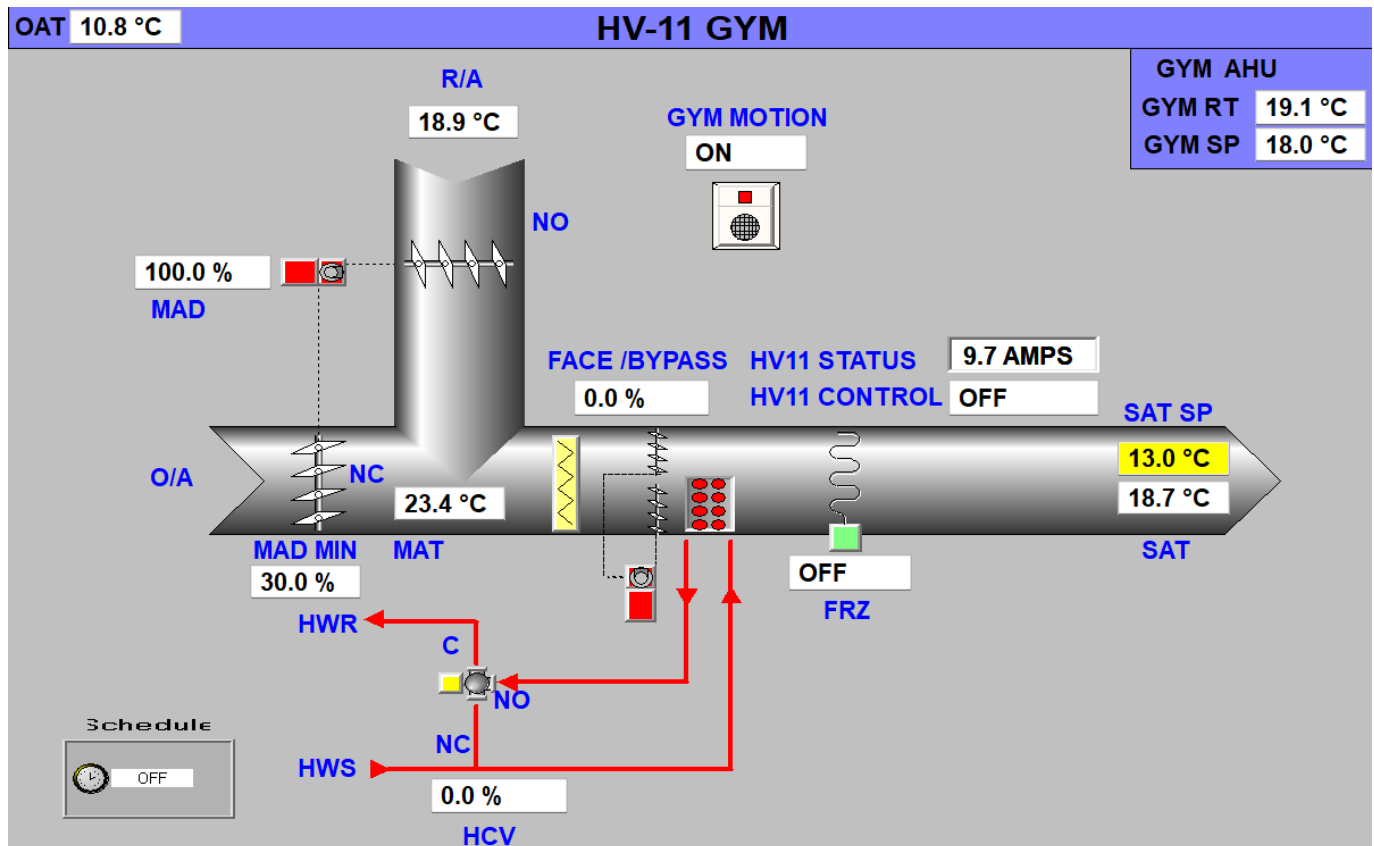 OAT 10.8 °C HV-11 GYM
GYM AHU
GYM RT 19.1 °C
GYM SP 18.0 °C
R/A
18.9 °C
GYM MOTION
ON
NO
100.0 %
MAD
FACE /BYPASS
0.0 %
HV11 STATUS 9.7 AMPS
HV11 CONTROL OFF
SAT SP
13.0 °C
18.7 °C
SAT
O/A
NC
23.4 °C
MAT
MAD MIN
30.0 %
OFF
FRZ
HWR
C
NO
NC
HWS
0.0 %
HCV
Schedule
OFF